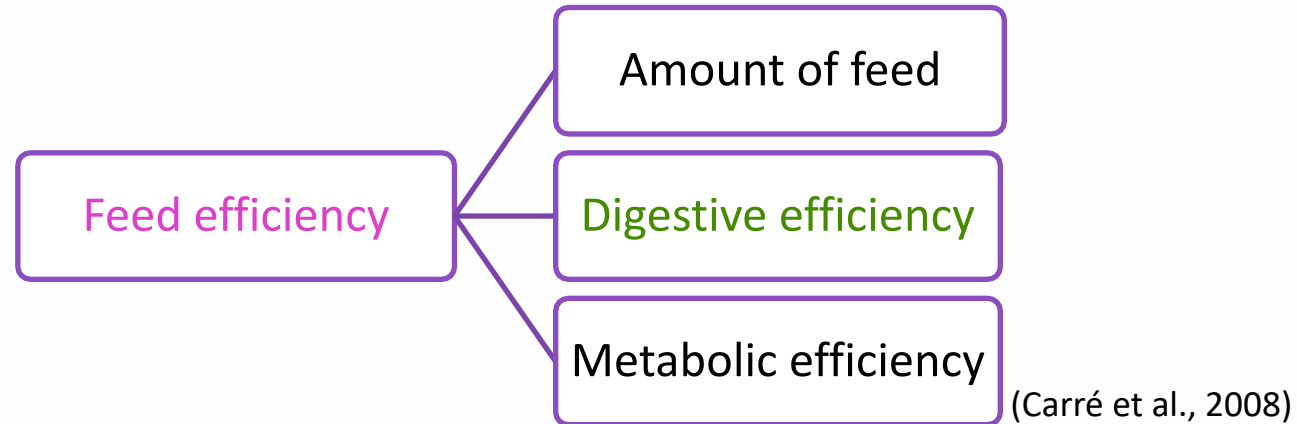 Amount of feed
Feed efficiency
Digestive efficiency
Metabolic efficiency
(Carré et al., 2008)